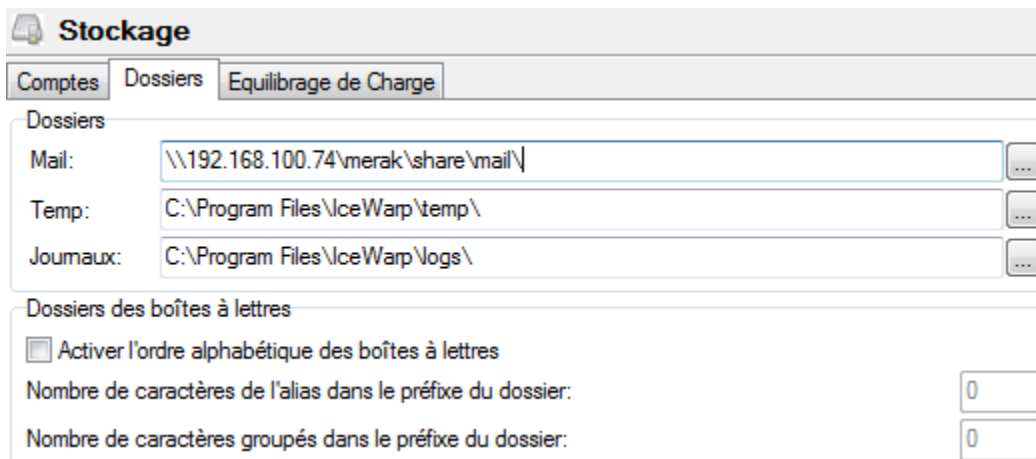 Stockage
Comptes Dossiers Equilibrage de Charge
Dossiers
Mail: \\192.168.100.74\merak\share\mail\ ...
Temp: C:\Program Files\IceWarp\temp\ ...
Journaux: C:\Program Files\IceWarp\logs\ ...
Dossiers des boîtes à lettres
Activer l'ordre alphabétique des boîtes à lettres
Nombre de caractères de l'alias dans le préfixe du dossier: 0
Nombre de caractères groupés dans le préfixe du dossier: 0